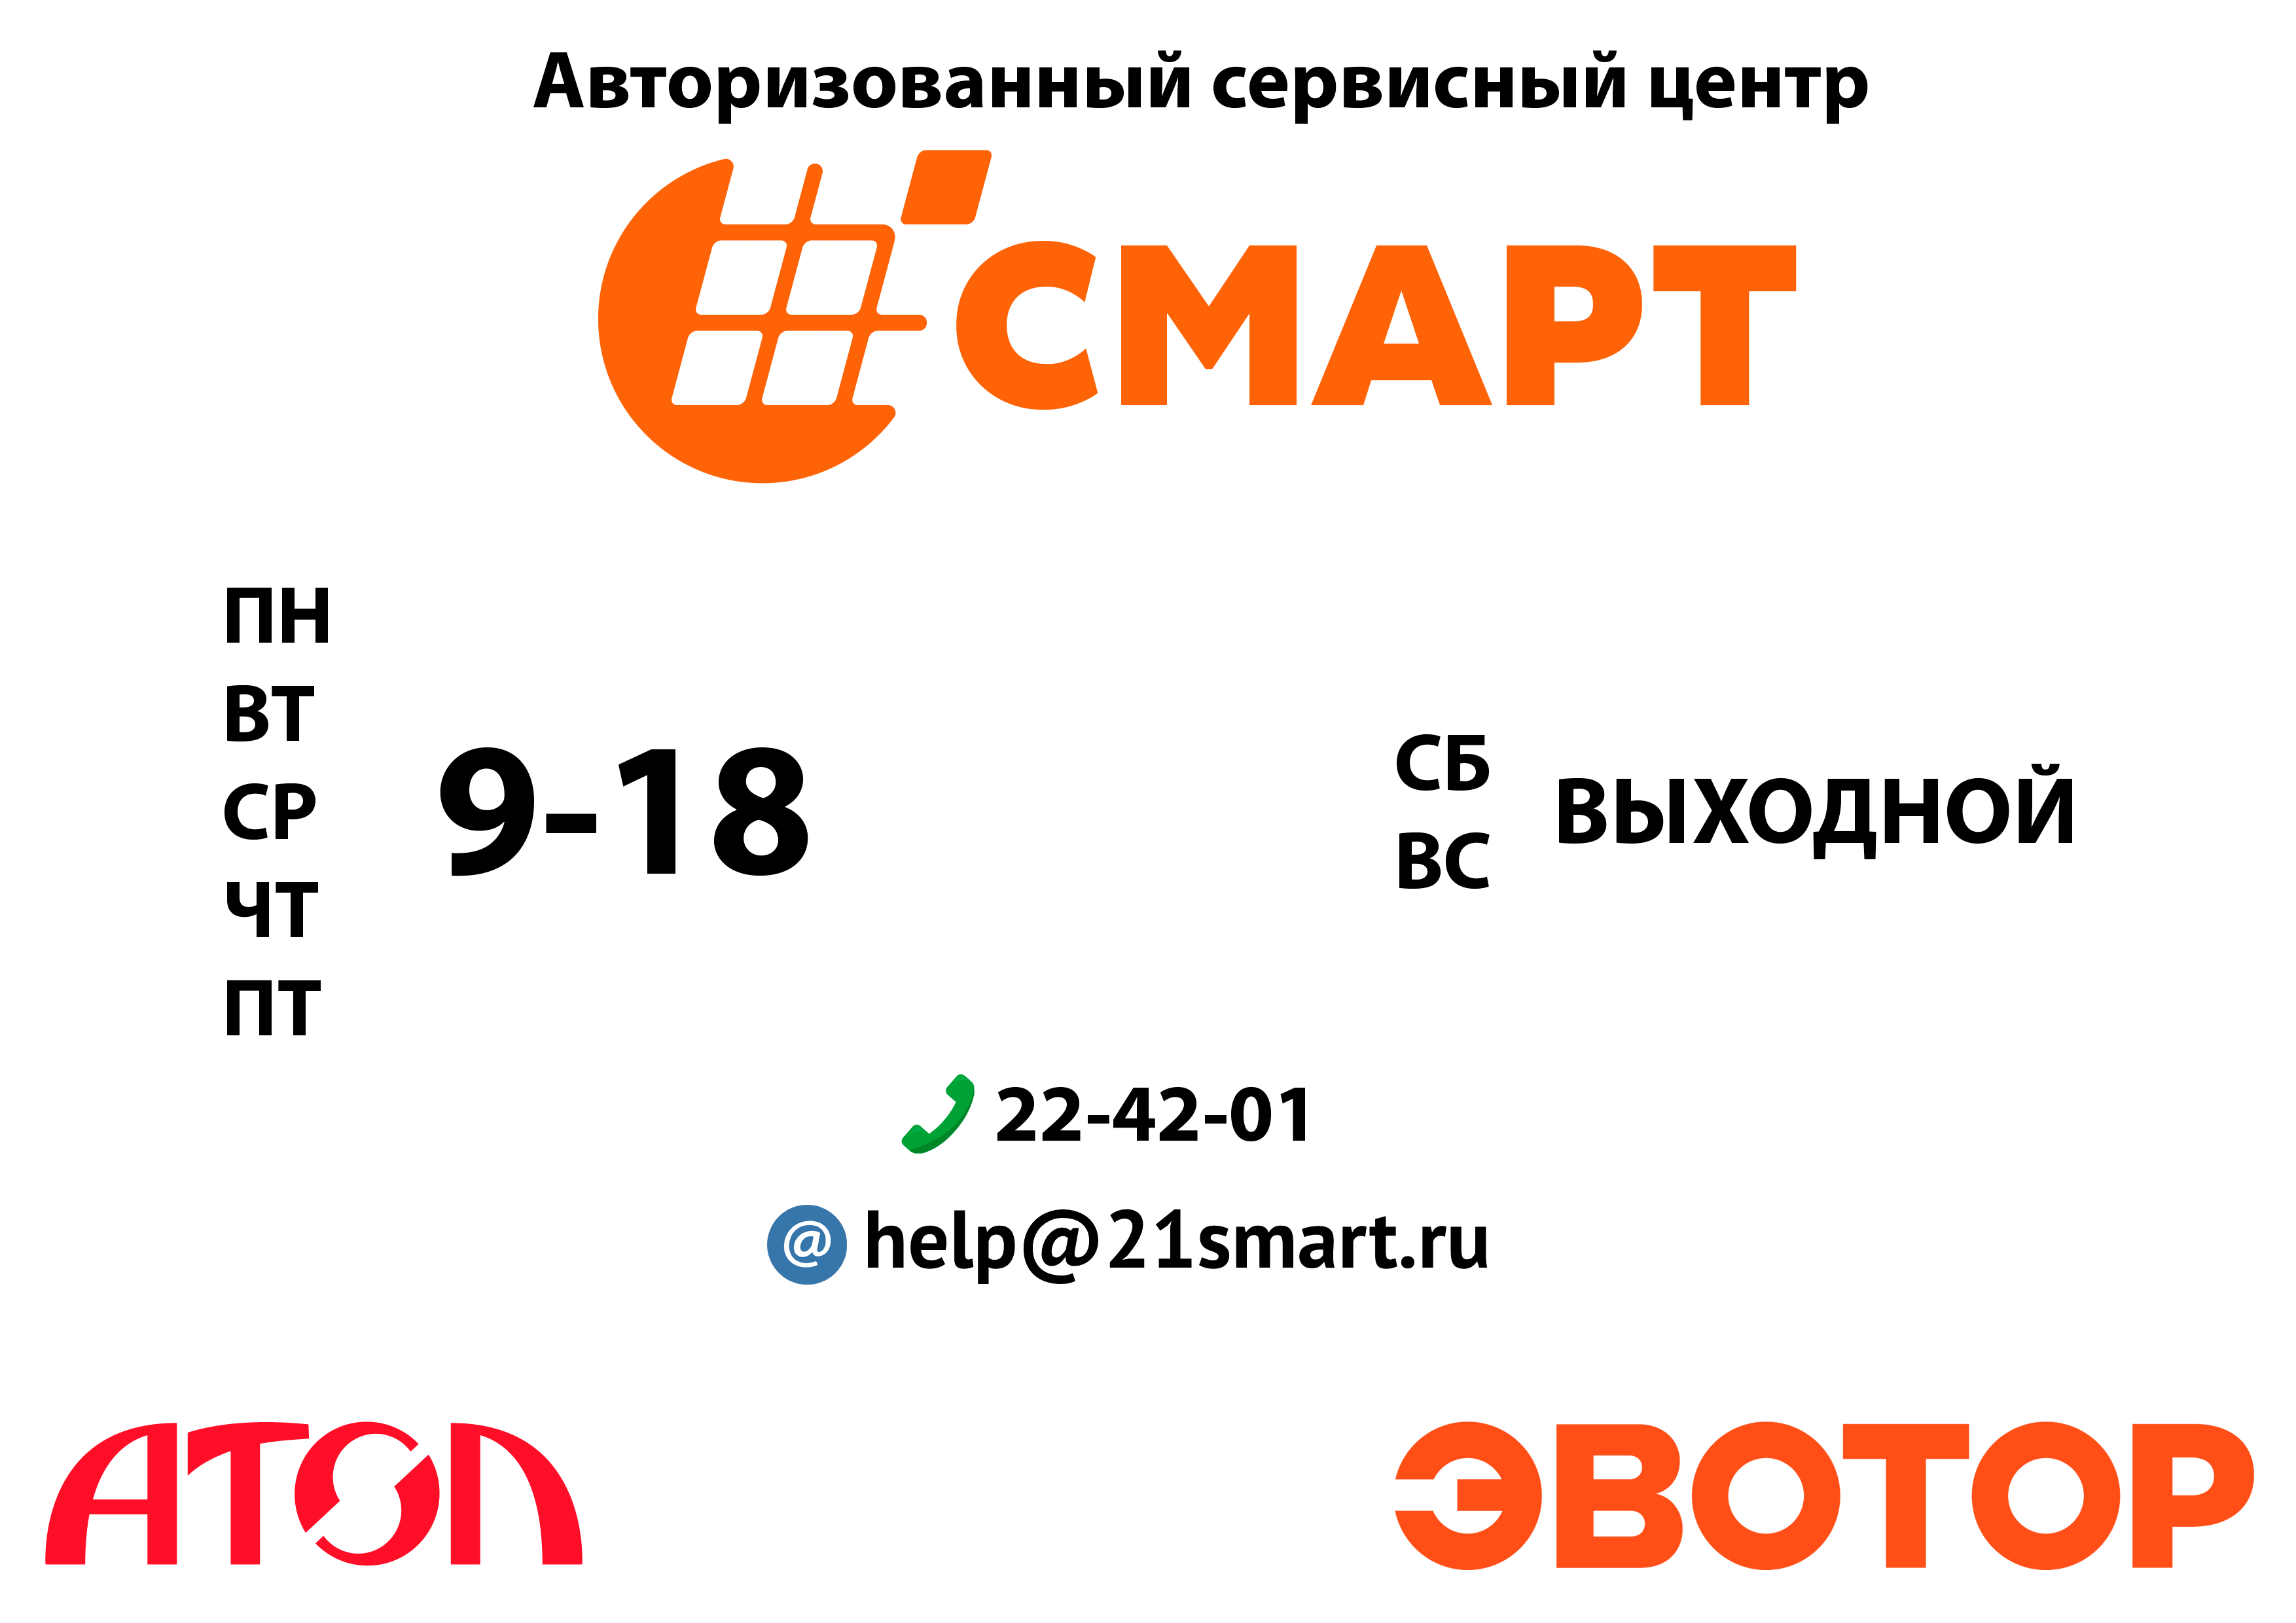 Авторизованный сервисный центр
СМАРТ
ПН
ВТ
СР
ЧТ
ПТ
9-18
СБ
ВС
ВЫХОДНОЙ
22-42-01
@ help@21smart.ru
АТОЛ
ЭВОТОР